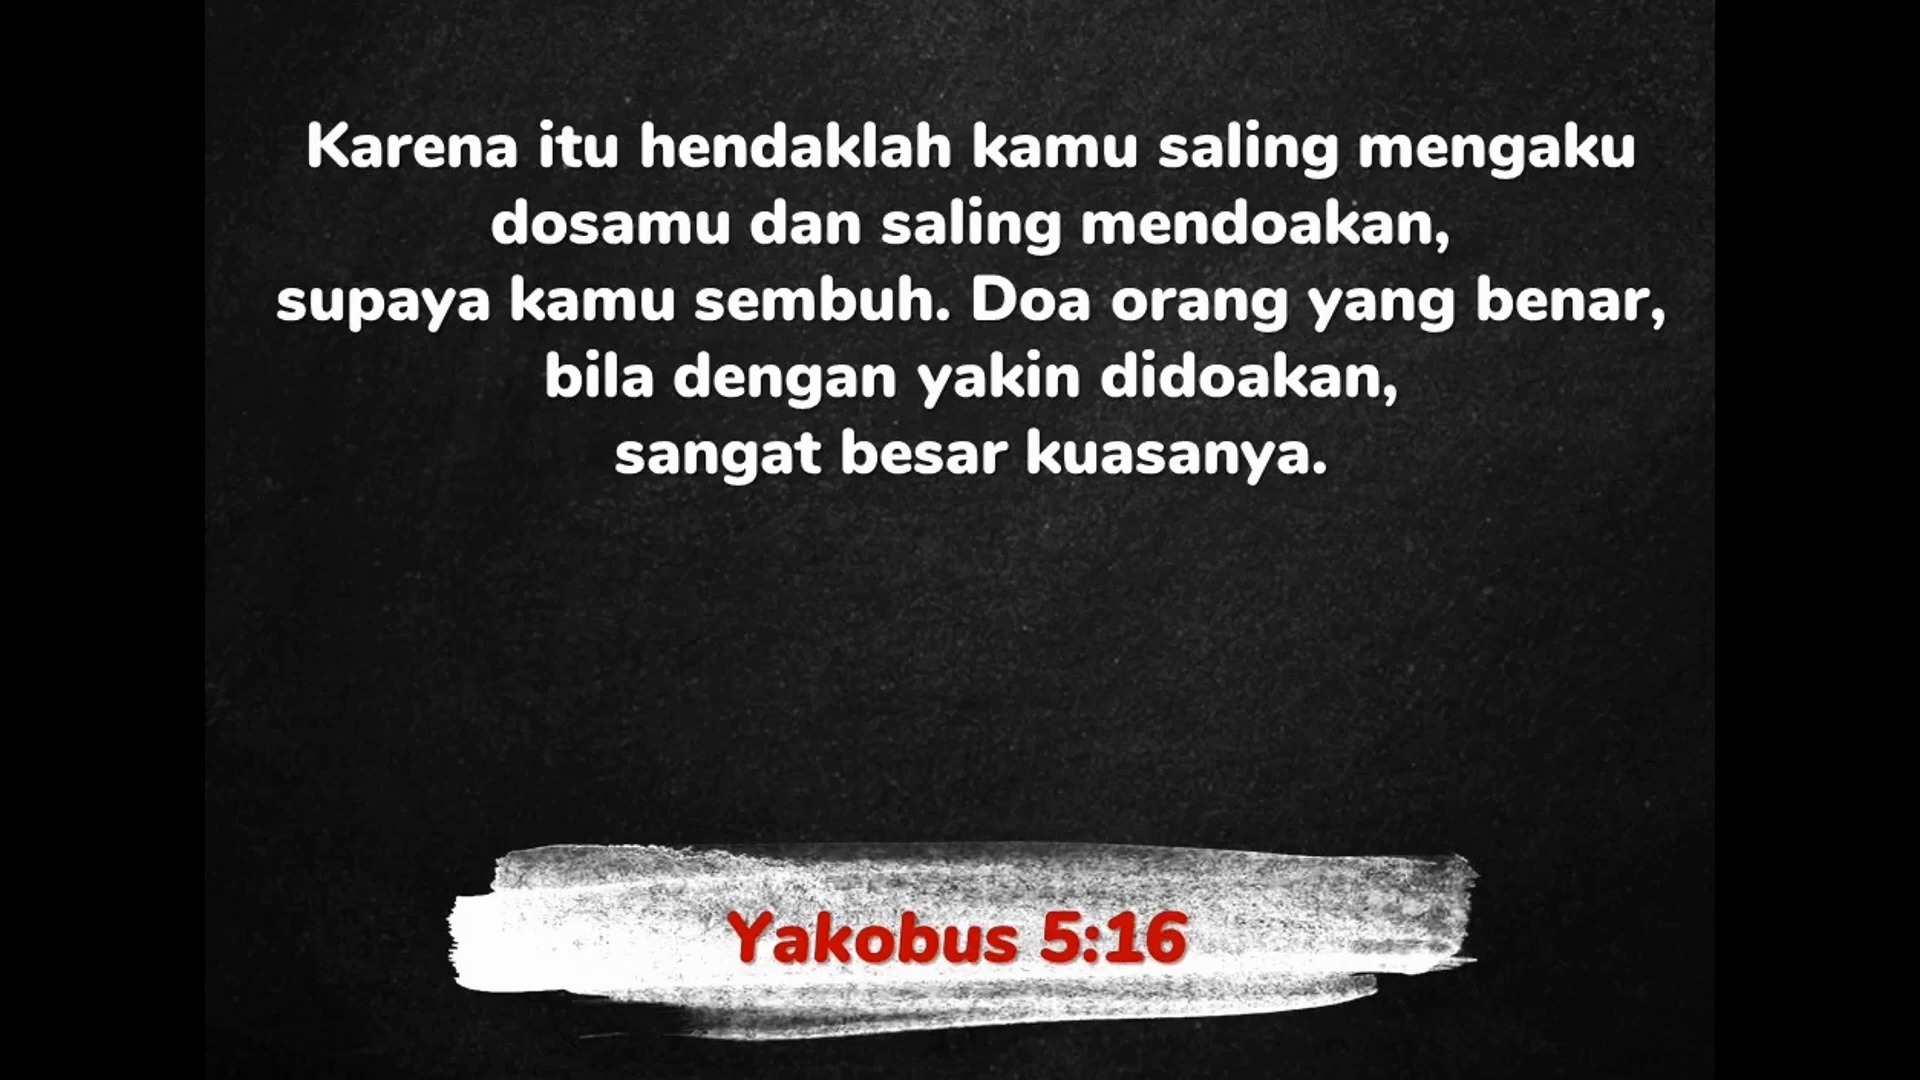 Karena itu hendaklah kamu saling mengaku
dosamu dan saling mendoakan,
supaya kamu sembuh. Doa orang yang benar,
bila dengan yakin didoakan,
sangat besar kuasanya.
Yakobus 5:16